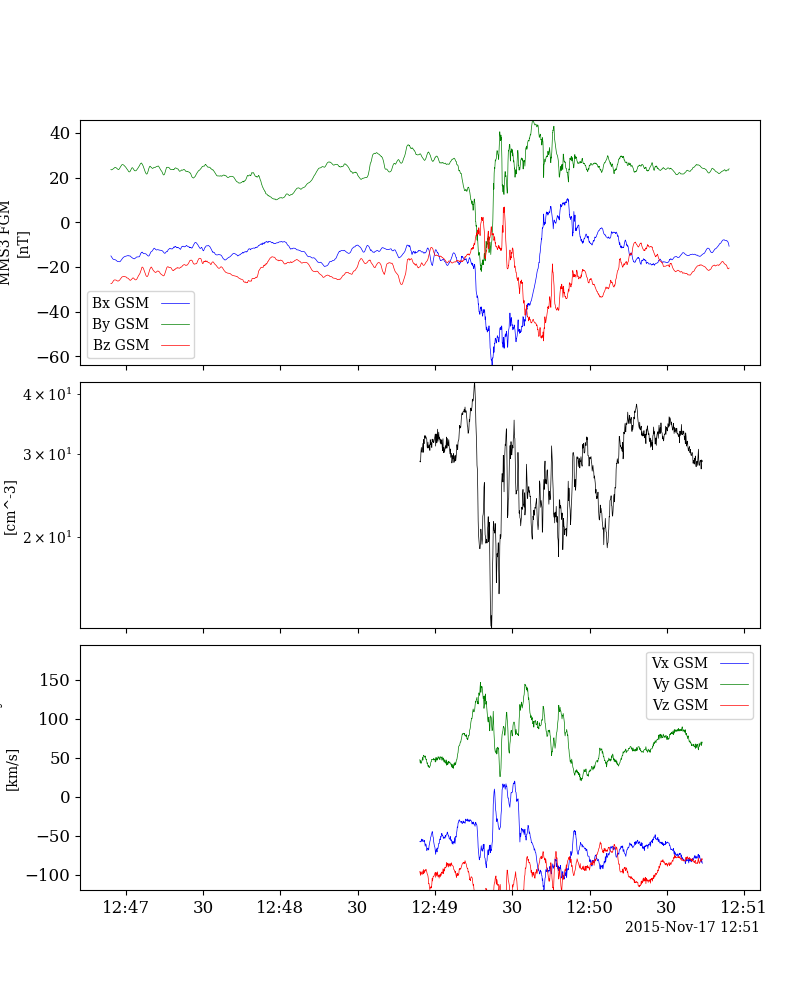 40
20
0
−20
−40
−60
MMS3 FGM
[nT]
Bx GSM
By GSM
Bz GSM
4 × 10¹
3 × 10¹
2 × 10¹
[cm^-3]
150
100
50
0
−50
−100
[km/s]
Vx GSM
Vy GSM
Vz GSM
12:47 30 12:48 30 12:49 30 12:50 30 12:51
2015-Nov-17 12:51